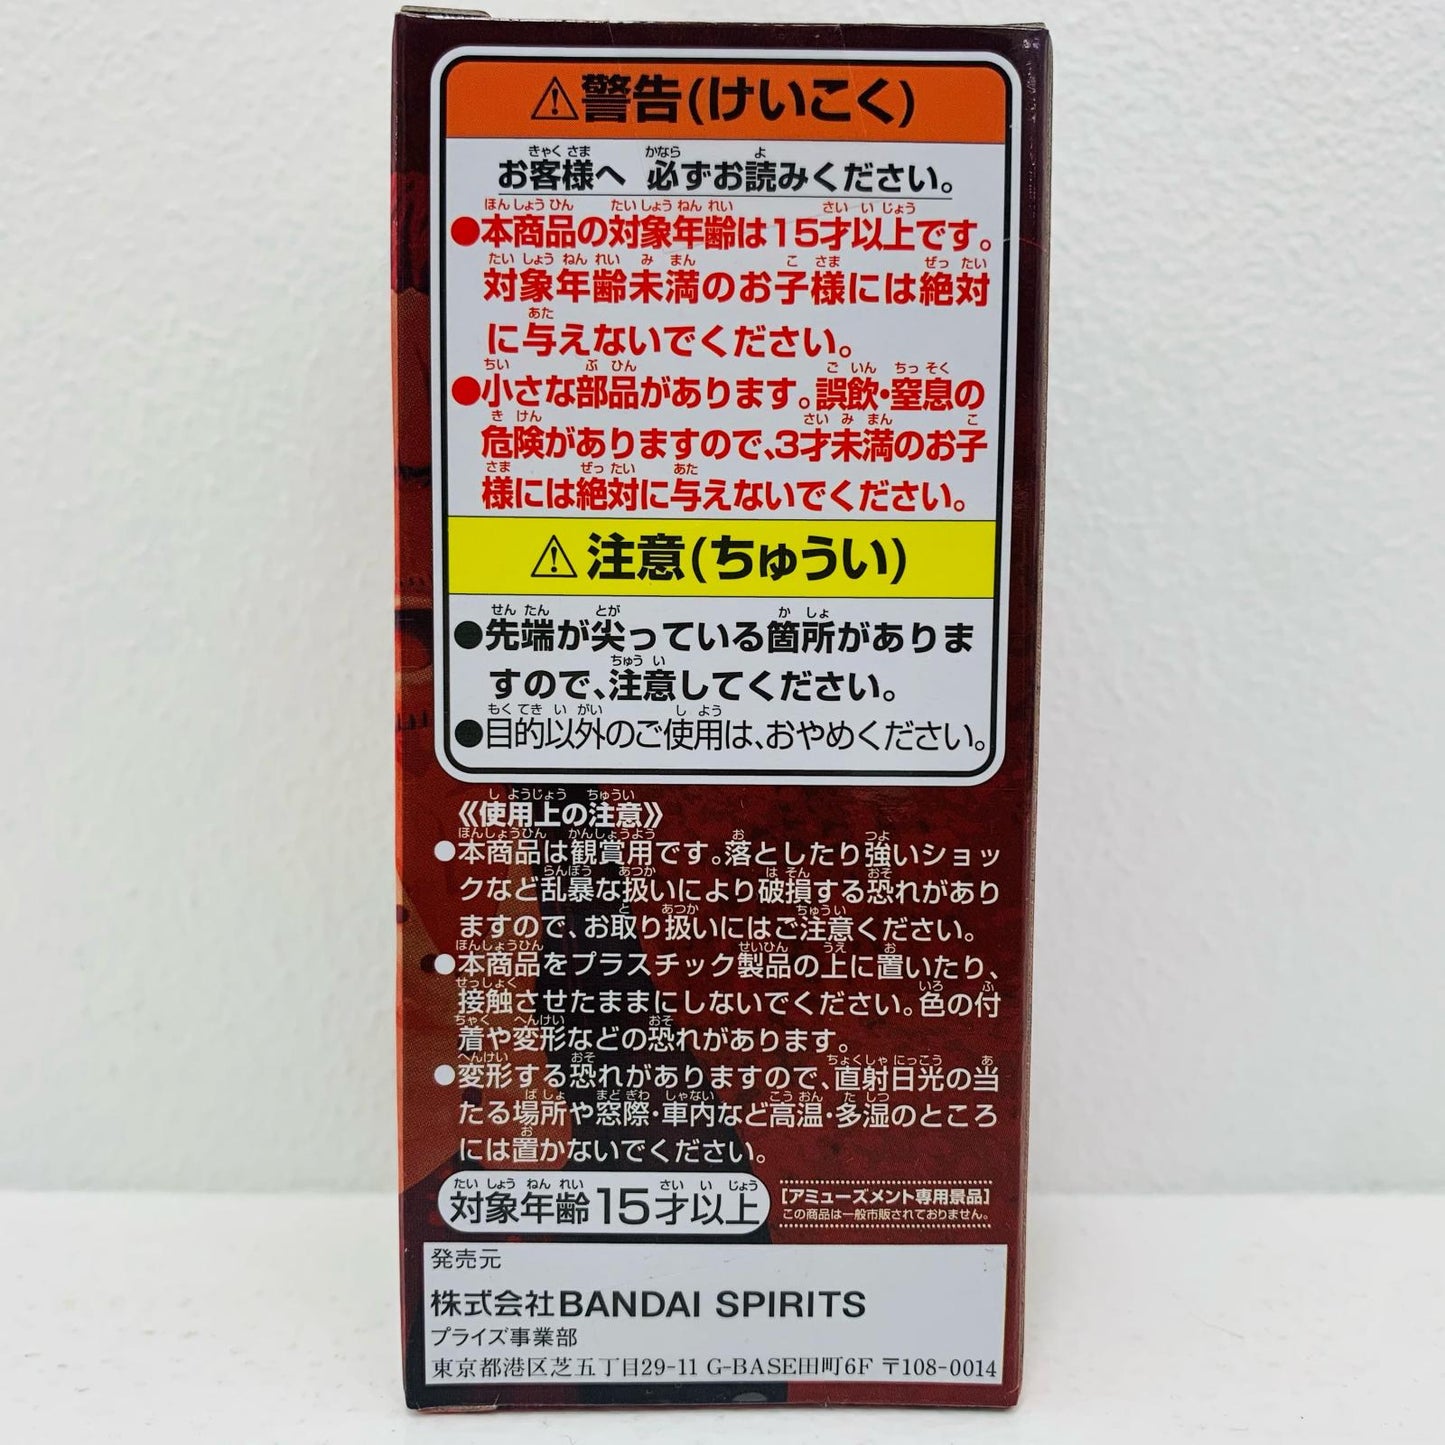 ⚠警告(けいこく)
お客様へ 必ずお読みください。
●本商品の対象年齢は15才以上です。
対象年齢未満のお子様には絶対
に与えないでください。
●小さな部品があります。誤飲・窒息の
危険がありますので、3才未満のお子
様には絶対に与えないでください。
⚠注意(ちゅうい)
●先端が尖っている箇所がありま
すので、注意してください。
●目的以外のご使用は、おやめください。
《使用上の注意》
●本商品は観賞用です。落としたり強いショッ
クなど乱暴な扱いにより破損する恐れがあり
ますので、お取り扱いにはご注意ください。
●本商品をプラスチック製品の上に置いたり、
接触させたままにしないでください。色の付
着や変形などの恐れがあります。
●変形する恐れがありますので、直射日光の当
たる場所や窓際・車内など高温・多湿のところ
には置かないでください。
対象年齢15才以上
[アミューズメント専用景品]
この商品は一般市販されておりません。
発売元
株式会社BANDAI SPIRITS
プライズ事業部
東京都港区芝五丁目29-11 G-BASE田町6F 〒108-0014